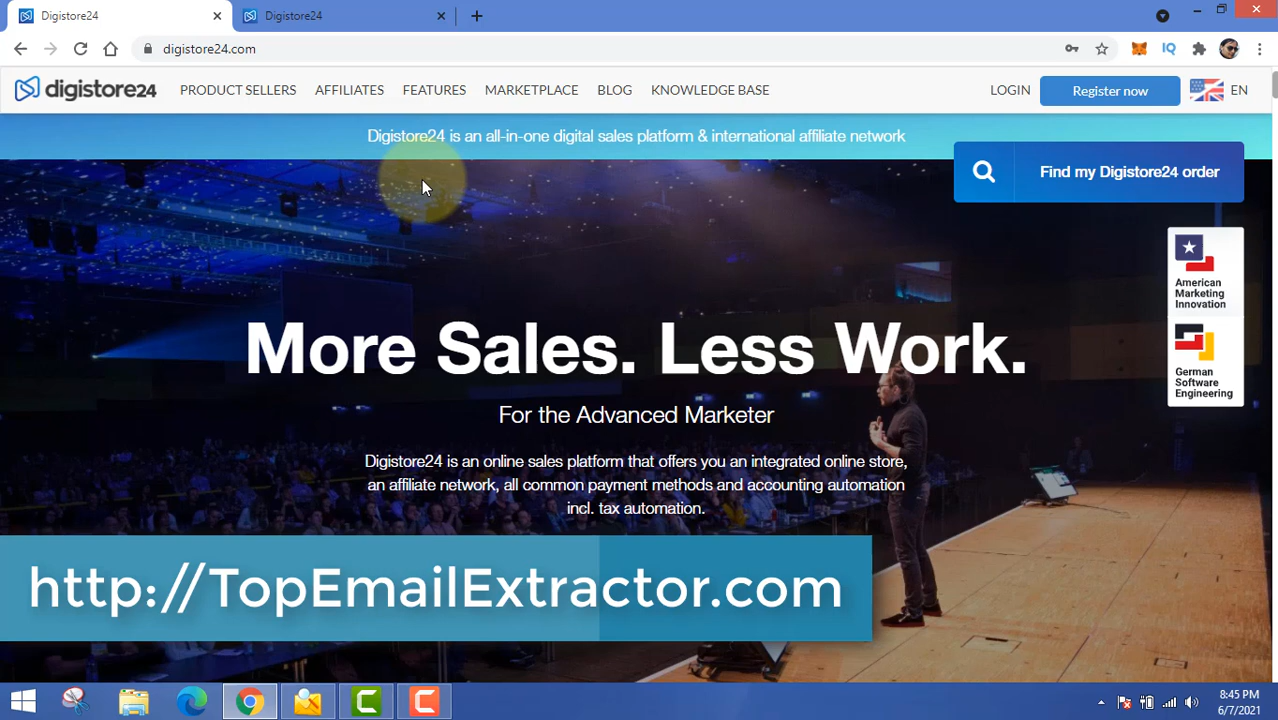 Digistore24
Digistore24
digistore24.com
IQ
digistore24
PRODUCT SELLERS
AFFILIATES
FEATURES
MARKETPLACE
BLOG
KNOWLEDGE BASE
LOGIN
Register now
EN
Digistore24 is an all-in-one digital sales platform & international affiliate network
Find my Digistore24 order
American
Marketing
Innovation
German
Software
Engineering
More Sales. Less Work.
For the Advanced Marketer
Digistore24 is an online sales platform that offers you an integrated online store,
an affiliate network, all common payment methods and accounting automation
incl. tax automation.
http://TopEmailExtractor.com
8:45 PM
6/7/2021